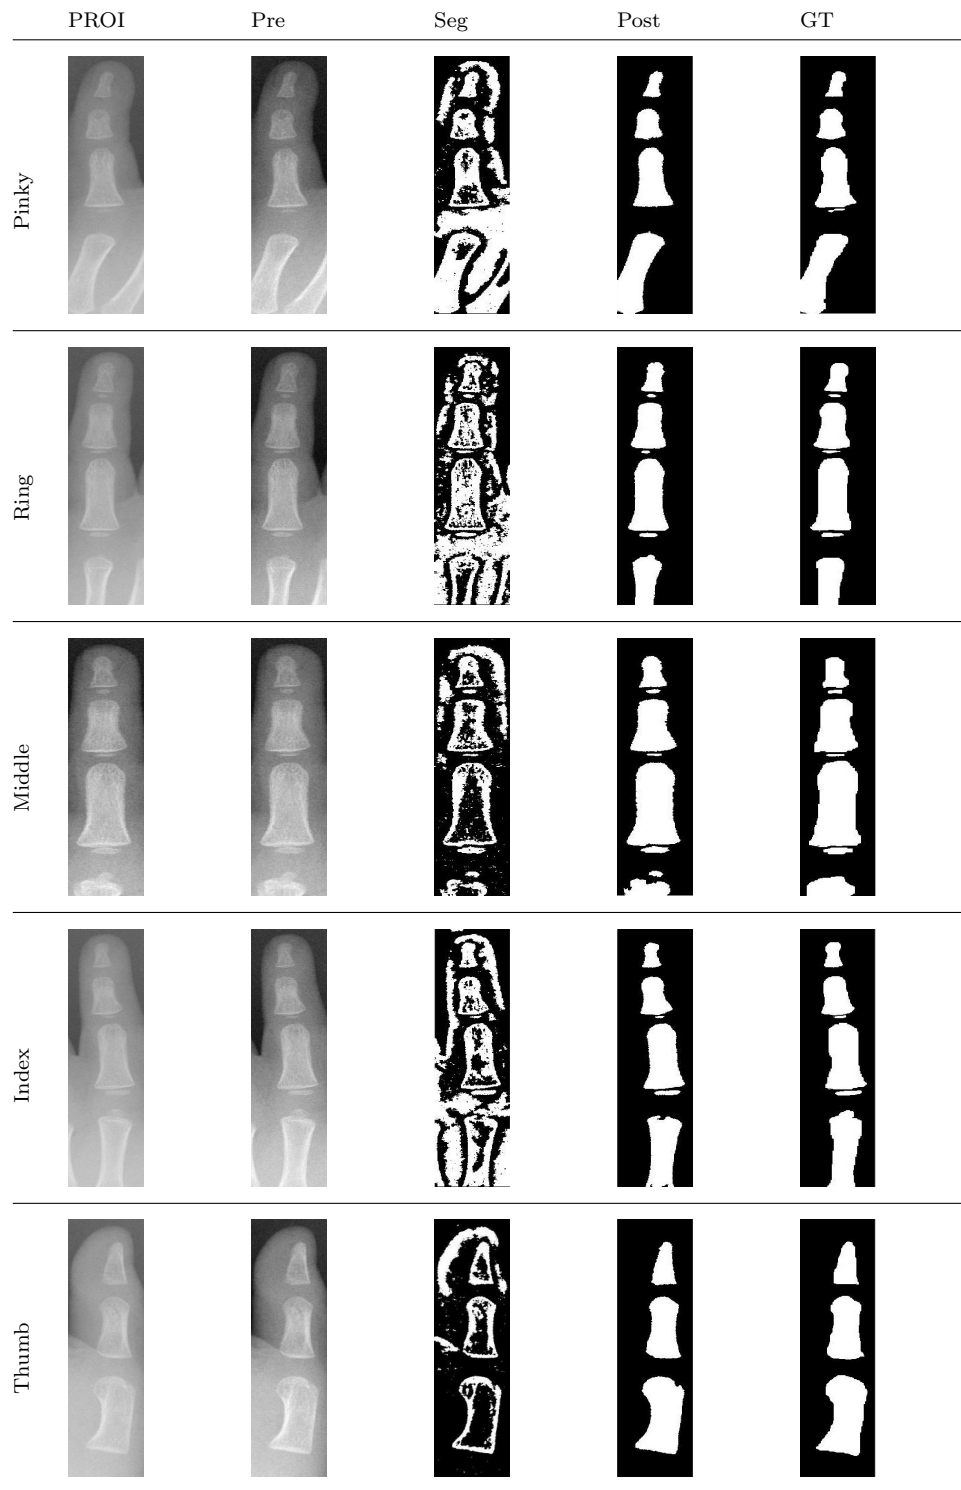 PROI Pre Seg Post GT
Pinky
Ring
Middle
Index
Thumb